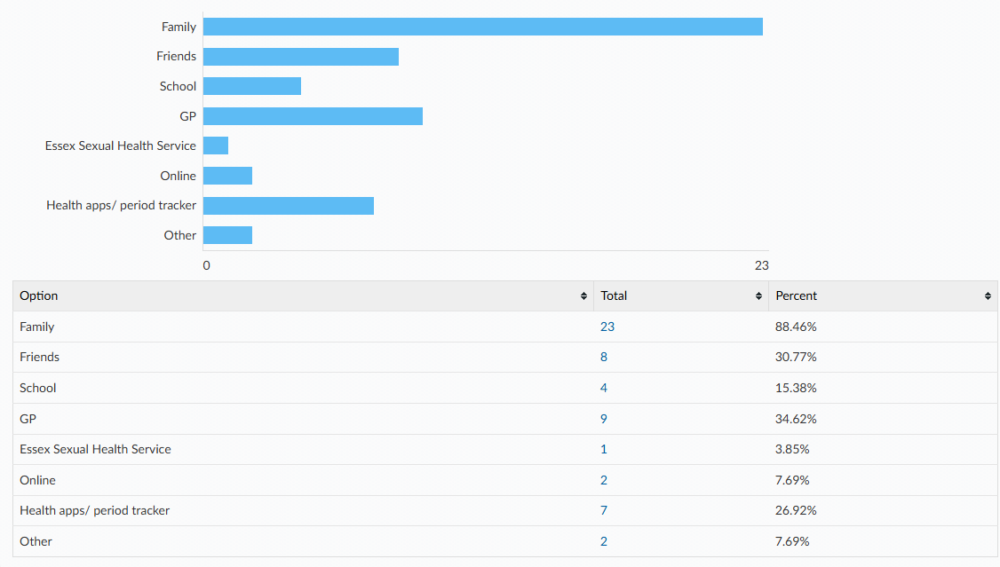 Family
Friends
School
GP
Essex Sexual Health Service
Online
Health apps/ period tracker
Other
0 23
Option Total Percent
Family 23 88.46%
Friends 8 30.77%
School 4 15.38%
GP 9 34.62%
Essex Sexual Health Service 1 3.85%
Online 2 7.69%
Health apps/ period tracker 7 26.92%
Other 2 7.69%